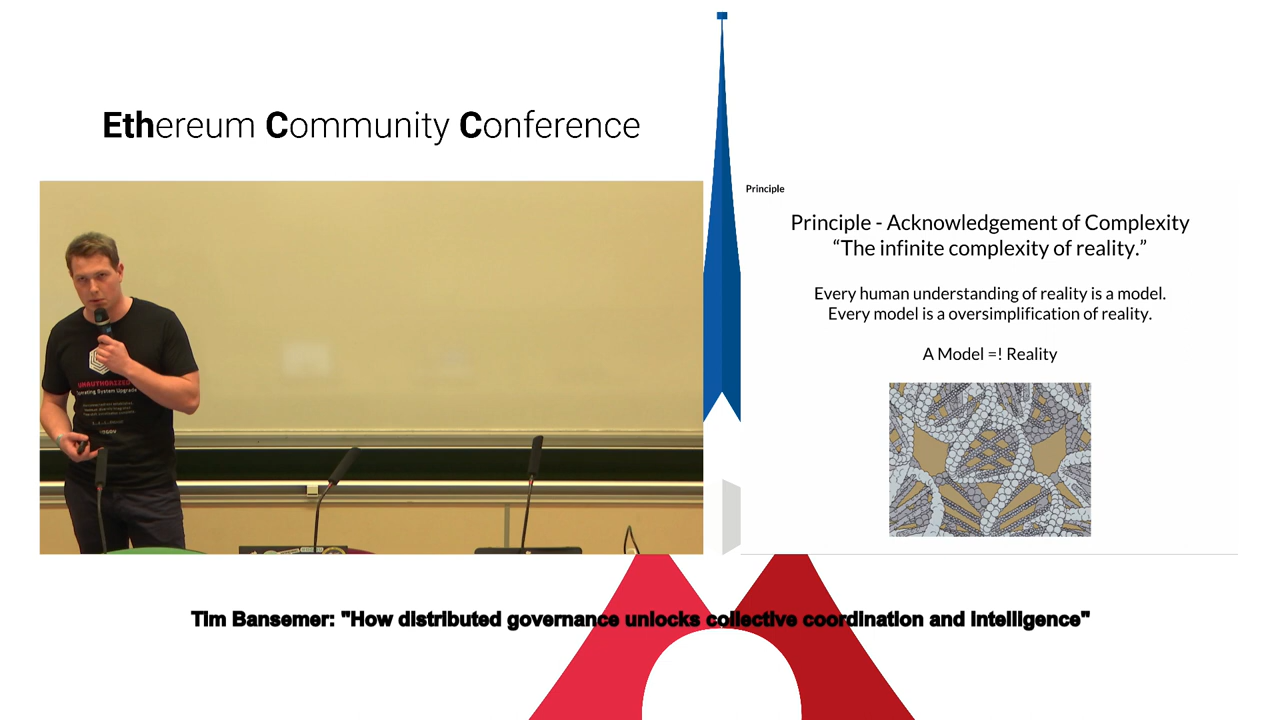 Ethereum Community Conference
Principle
Principle - Acknowledgement of Complexity
“The infinite complexity of reality.”
Every human understanding of reality is a model.
Every model is a oversimplification of reality.
A Model =! Reality
UNAUTHORIZED
Operating System Upgrade
Tim Bansemer: "How distributed governance unlocks collective coordination and intelligence"